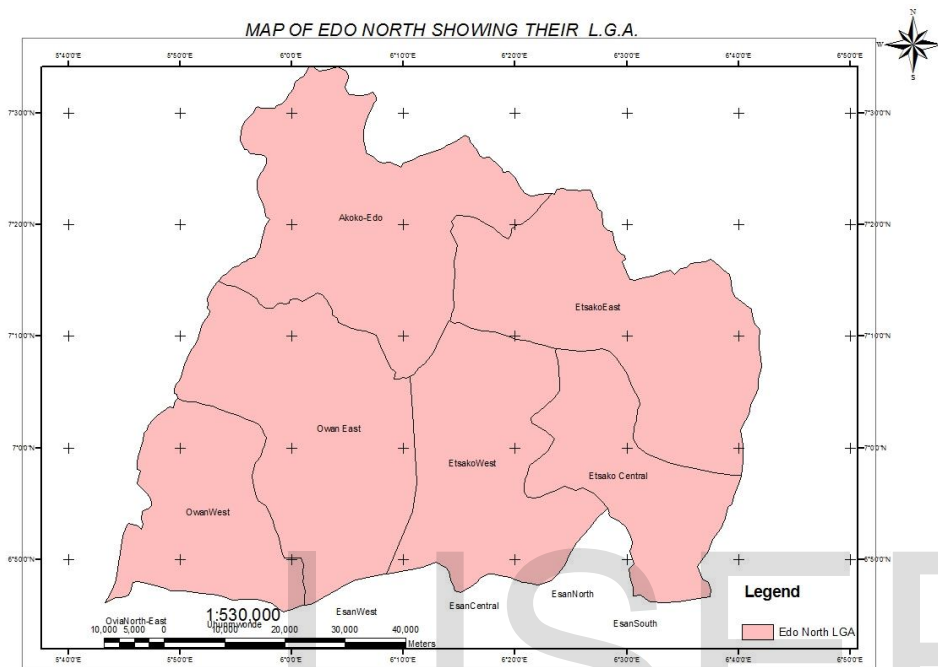 MAP OF EDO NORTH SHOWING THEIR L.G.A.
N
W
S
5°40'0"E 5°50'0"E 6°0'0"E 6°10'0"E 6°20'0"E 6°30'0"E 6°40'0"E 6°50'0"E
7°30'0"N 7°30'0"N
Akoko-Edo
7°20'0"N 7°20'0"N
EtsakoEast
7°10'0"N 7°10'0"N
Owan East
7°0'0"N 7°0'0"N
EtsakoWest
Etsako Central
OwanWest
6°50'0"N 6°50'0"N
Legend
EsanNorth
EsanCentral
EsanWest
1:530,000
OviaNorth-East
EsanSouth
10,000 5,000 0 10,000 20,000 30,000 40,000
Meters
Edo North LGA
5°40'0"E 5°50'0"E 6°0'0"E 6°10'0"E 6°20'0"E 6°30'0"E 6°40'0"E 6°50'0"E